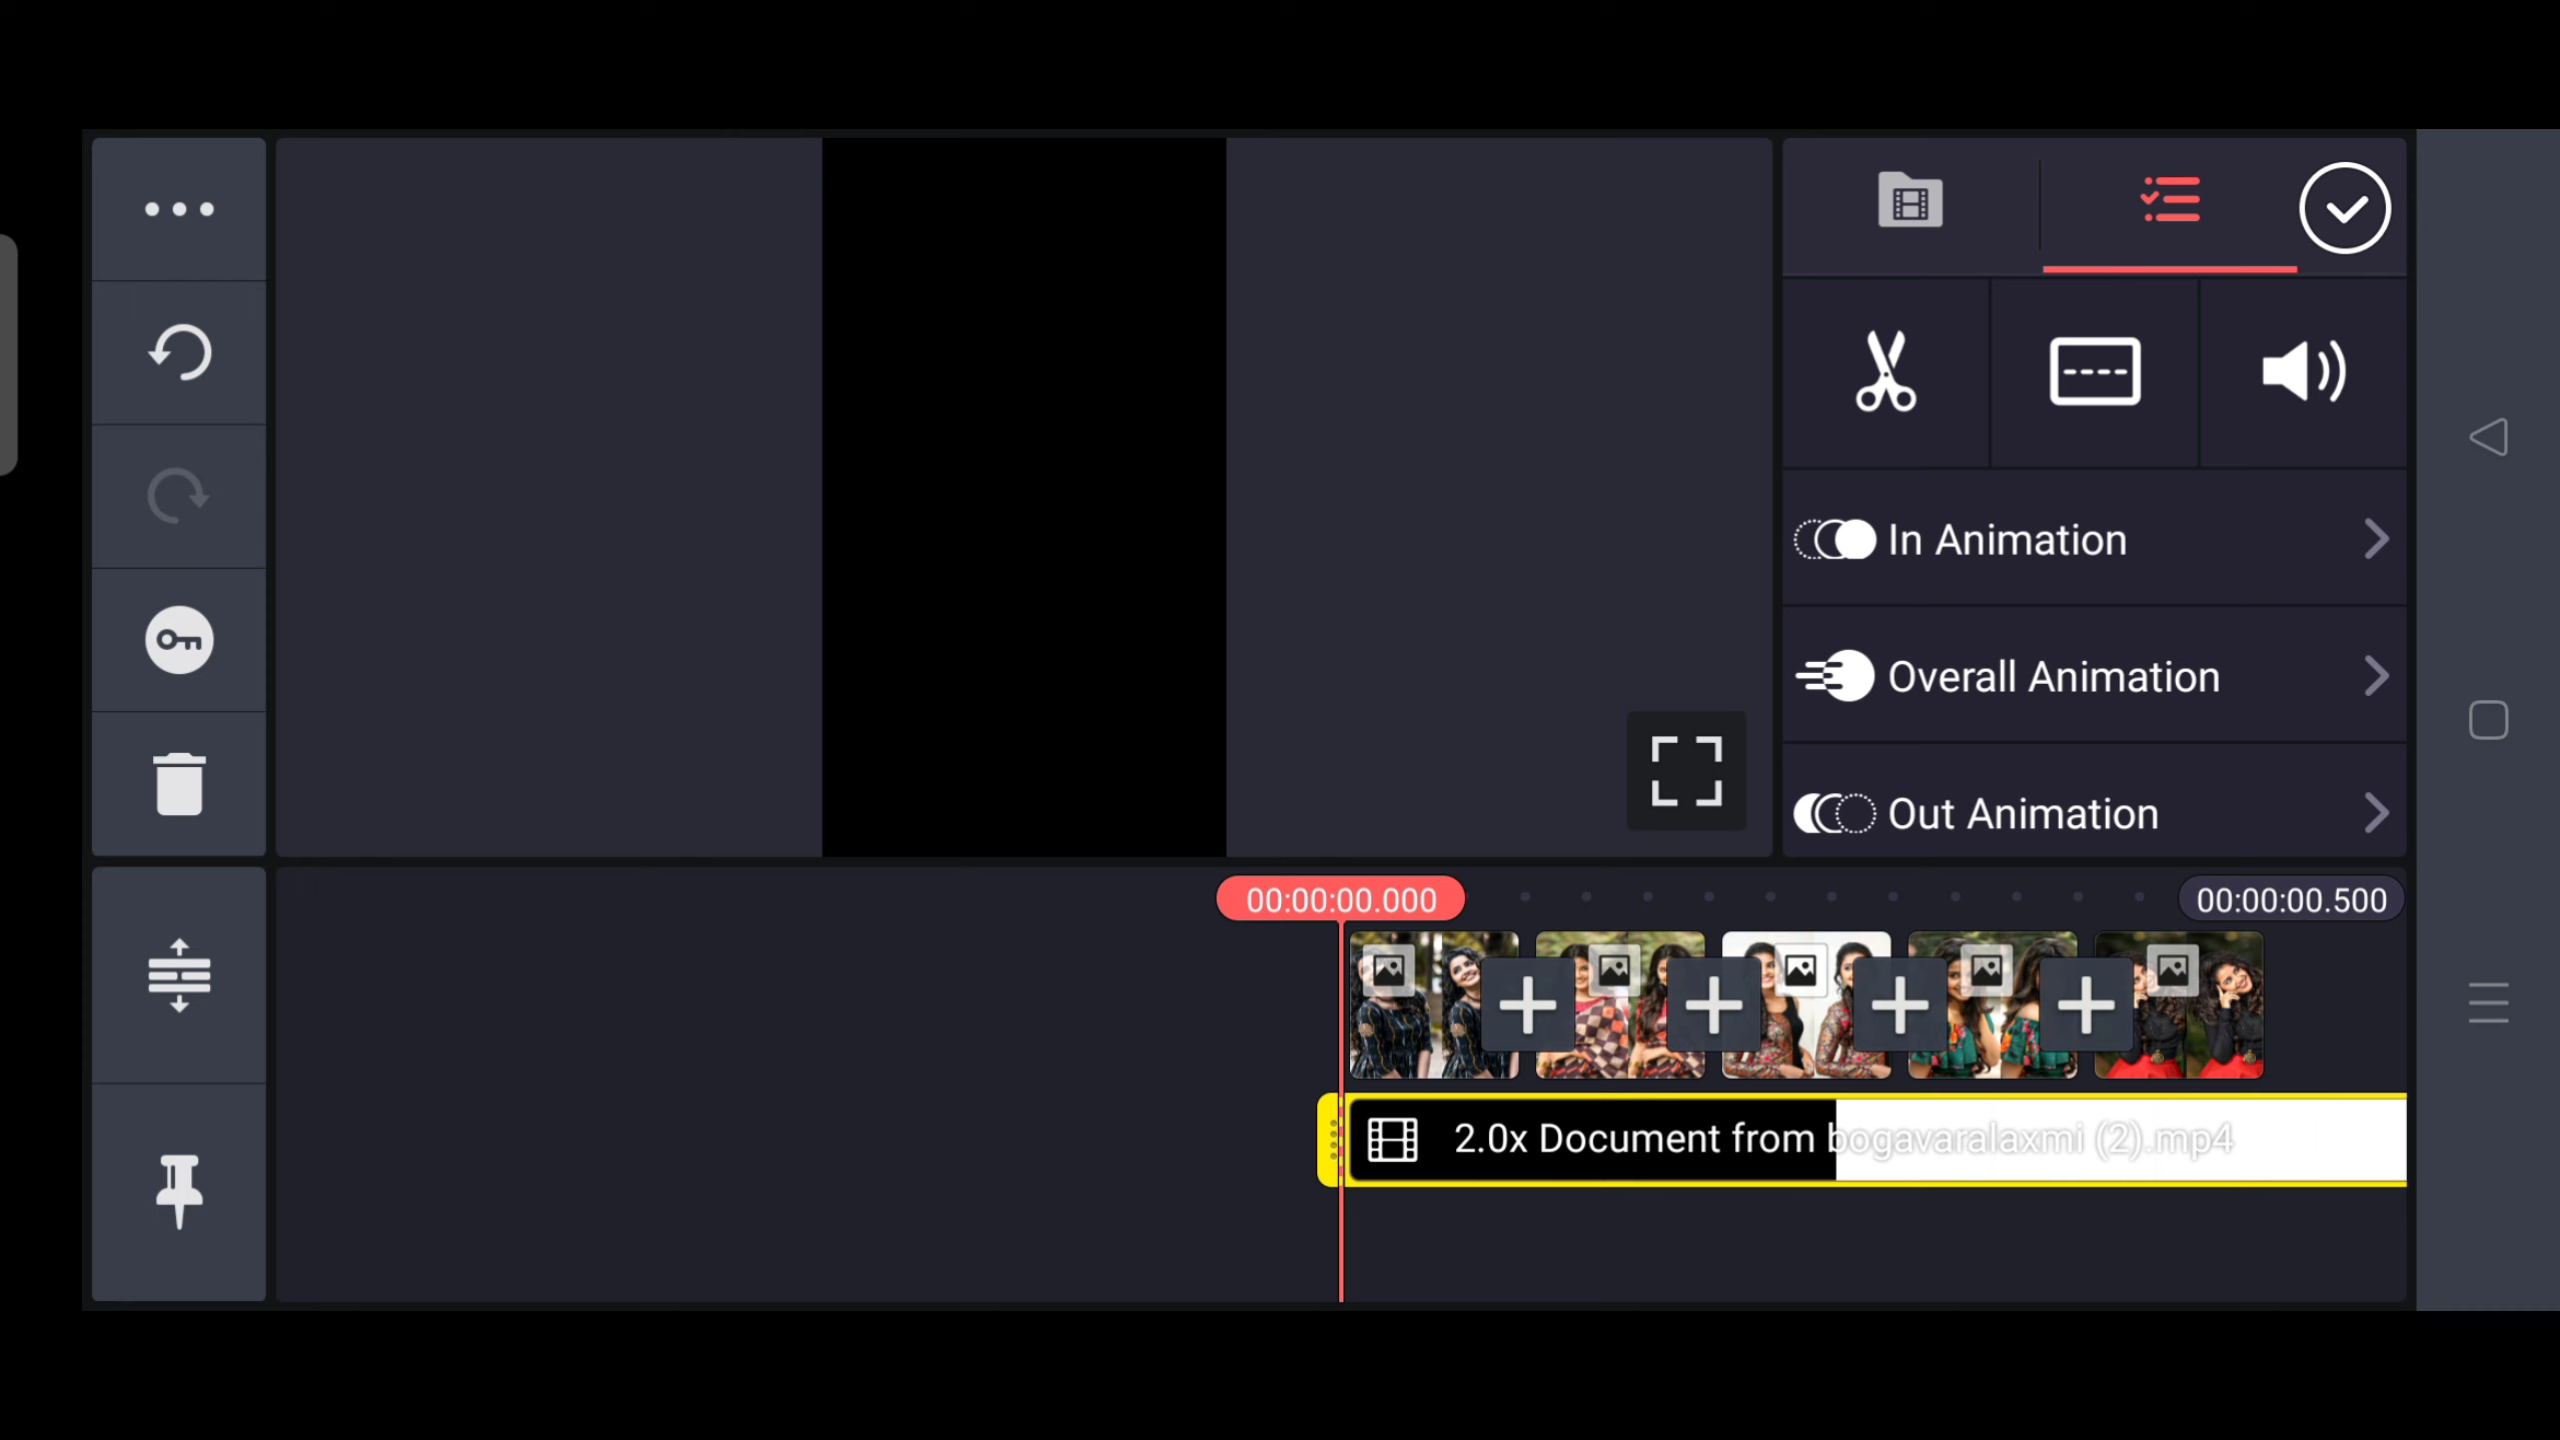 In Animation
Overall Animation
Out Animation
00:00:00.000
00:00:00.500
2.0x Document from bogavaralaxmi (2).mp4